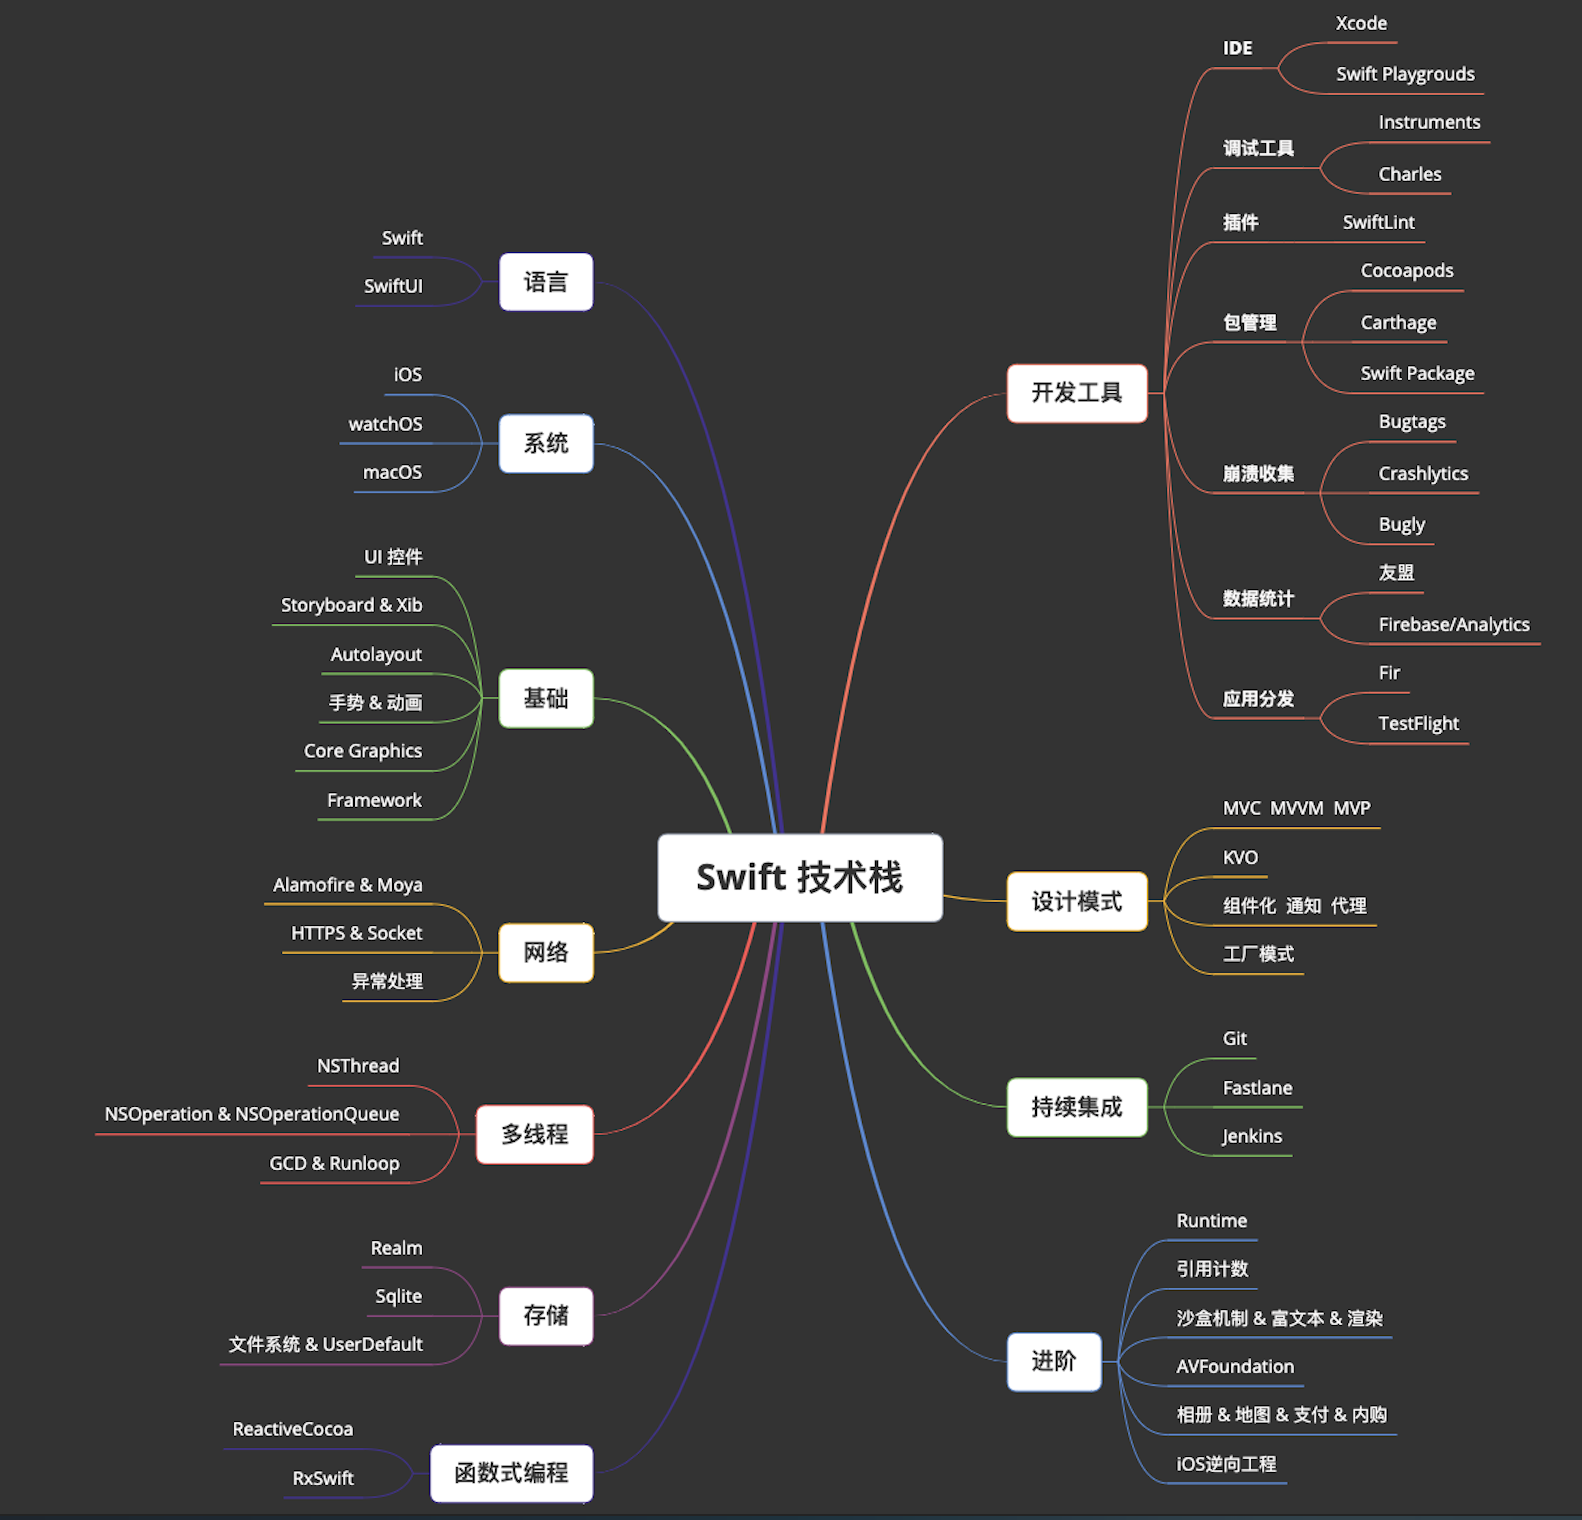 Swift 技术栈
语言
Swift
SwiftUI
系统
iOS
watchOS
macOS
基础
UI 控件
Storyboard & Xib
Autolayout
手势 & 动画
Core Graphics
Framework
网络
Alamofire & Moya
HTTPS & Socket
异常处理
多线程
NSThread
NSOperation & NSOperationQueue
GCD & Runloop
存储
Realm
Sqlite
文件系统 & UserDefault
函数式编程
ReactiveCocoa
RxSwift
开发工具
IDE
Xcode
Swift Playgrouds
调试工具
Instruments
Charles
插件
SwiftLint
包管理
Cocoapods
Carthage
Swift Package
崩溃收集
Bugtags
Crashlytics
Bugly
数据统计
友盟
Firebase/Analytics
应用分发
Fir
TestFlight
设计模式
MVC MVVM MVP
KVO
组件化 通知 代理
工厂模式
持续集成
Git
Fastlane
Jenkins
进阶
Runtime
引用计数
沙盒机制 & 富文本 & 渲染
AVFoundation
相册 & 地图 & 支付 & 内购
iOS逆向工程